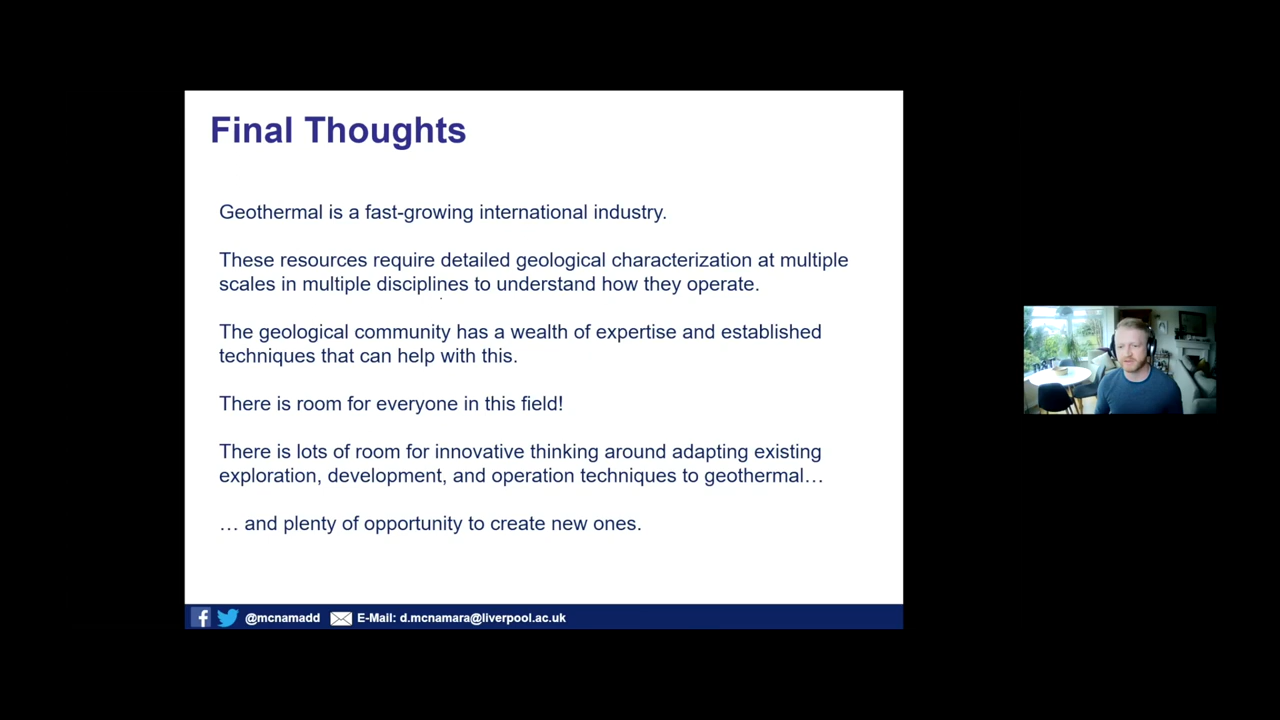 Final Thoughts
Geothermal is a fast-growing international industry.
These resources require detailed geological characterization at multiple
scales in multiple disciplines to understand how they operate.
The geological community has a wealth of expertise and established
techniques that can help with this.
There is room for everyone in this field!
There is lots of room for innovative thinking around adapting existing
exploration, development, and operation techniques to geothermal…
… and plenty of opportunity to create new ones.
@mcnamadd E-Mail: d.mcnamara@liverpool.ac.uk